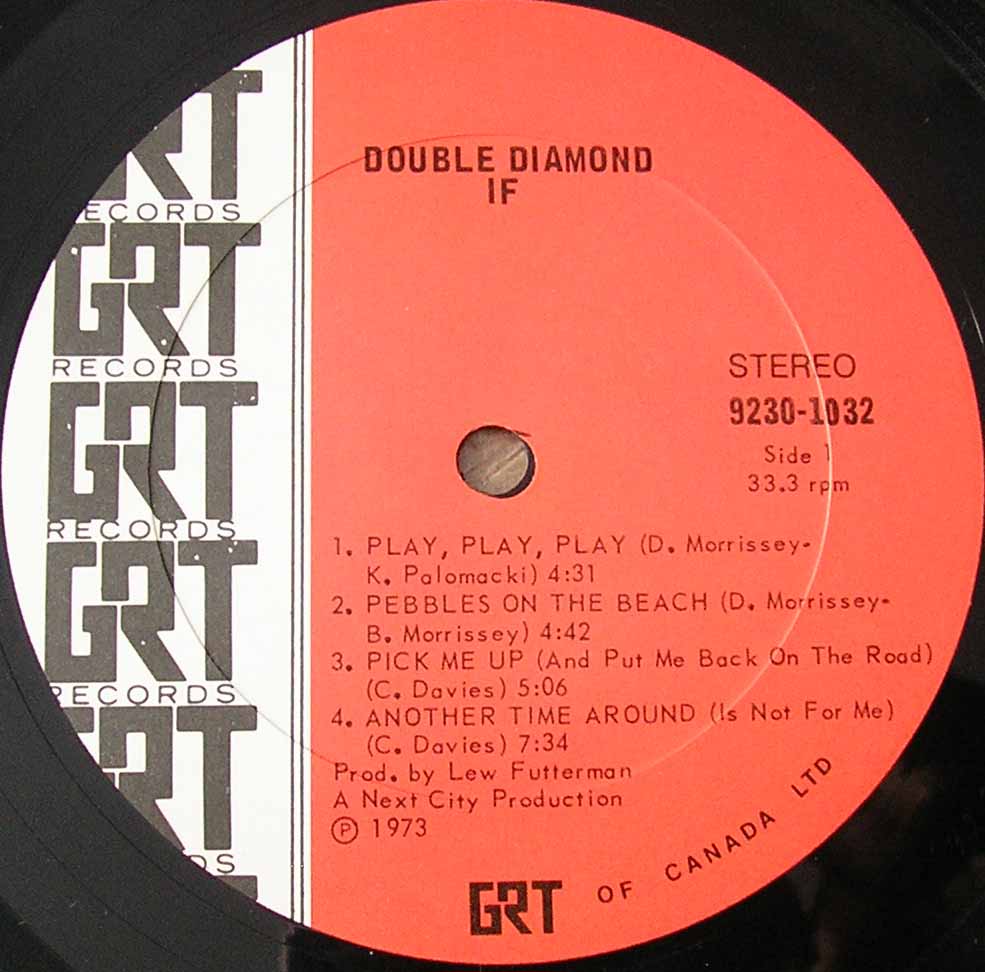 DOUBLE DIAMOND
IF
RT
ECORDS
GRT
RECORDS
GRT
RECORDS
GRT
RECORDS
GRT
DS
STEREO
9230-1032
Side 1
33.3 rpm
1. PLAY, PLAY, PLAY (D. Morrissey-
K. Palomacki) 4:31
2. PEBBLES ON THE BEACH (D. Morrissey-
B. Morrissey) 4:42
3. PICK ME UP (And Put Me Back On The Road)
(C. Davies) 5:06
4. ANOTHER TIME AROUND (Is Not For Me)
(C. Davies) 7:34
Prod. by Lew Futterman
A Next City Production
Ⓟ 1973
GRT OF CANADA LTD